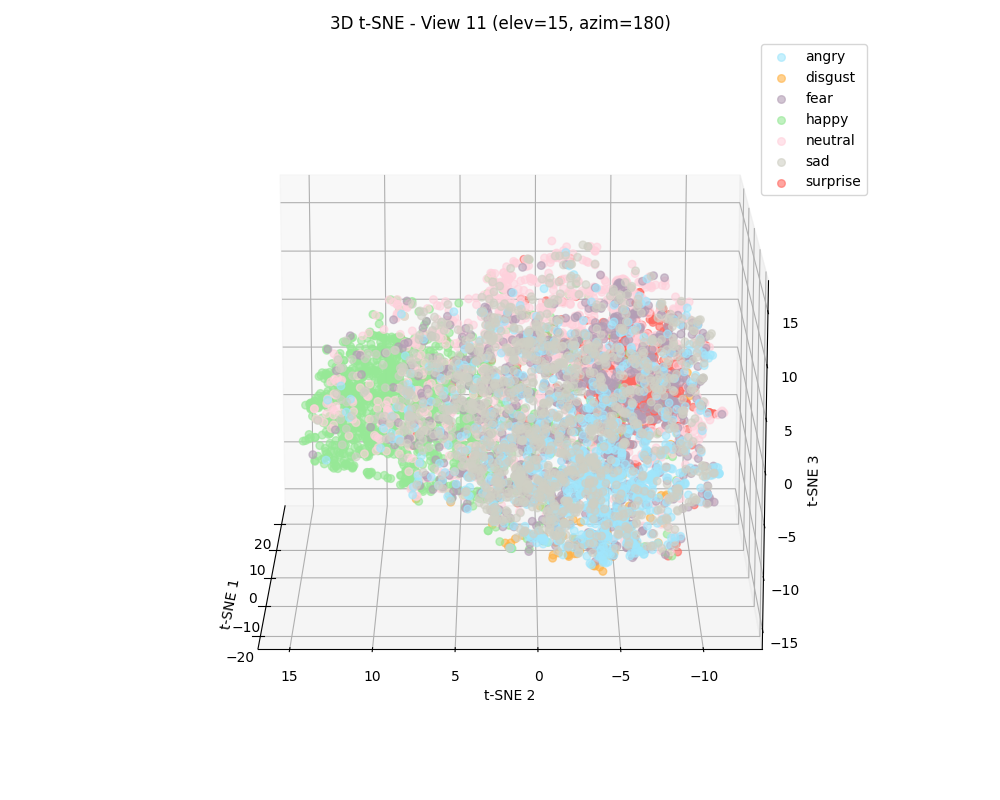 3D t-SNE - View 11 (elev=15, azim=180)
angry
disgust
fear
happy
neutral
sad
surprise
15
10
5
0
−5
−10
−15
t-SNE 3
20
10
0
−10
−20
t-SNE 1
15
10
5
0
−5
−10
t-SNE 2